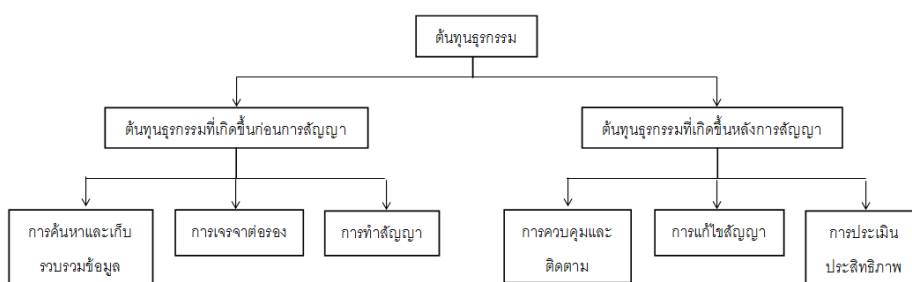 ต้นทุนธุรกรรม
ต้นทุนธุรกรรมที่เกิดขึ้นก่อนการสัญญา
ต้นทุนธุรกรรมที่เกิดขึ้นหลังการสัญญา
การค้นหาและเก็บ
รวบรวมข้อมูล
การเจรจาต่อรอง
การทำสัญญา
การควบคุมและ
ติดตาม
การแก้ไขสัญญา
การประเมิน
ประสิทธิภาพ